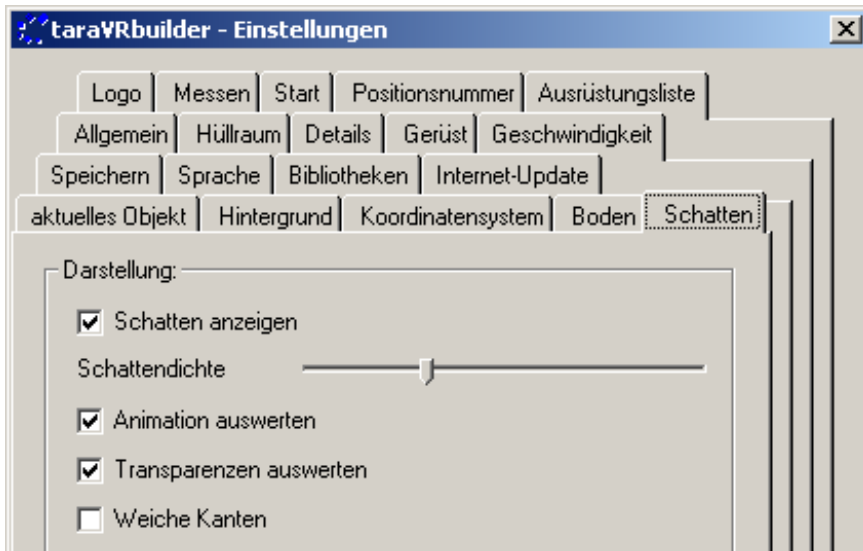 taraVRbuilder - Einstellungen
Logo Messen Start Positionsnummer Ausrüstungsliste
Allgemein Hüllraum Details Gerüst Geschwindigkeit
Speichern Sprache Bibliotheken Internet-Update
aktuelles Objekt Hintergrund Koordinatensystem Boden Schatten
Darstellung:
Schatten anzeigen
Schattendichte
Animation auswerten
Transparenzen auswerten
Weiche Kanten